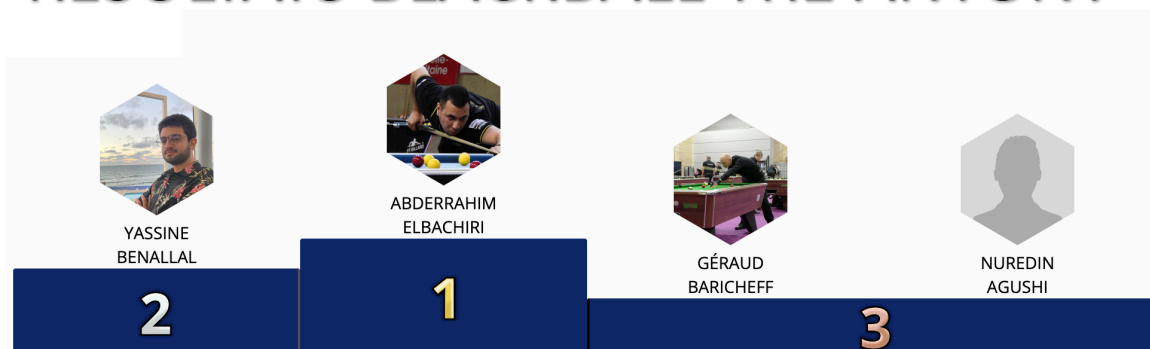 YASSINE
BENALLAL
2
ABDERRAHIM
ELBACHIRI
1
GÉRAUD
BARICHEFF
NUREDIN
AGUSHI
3